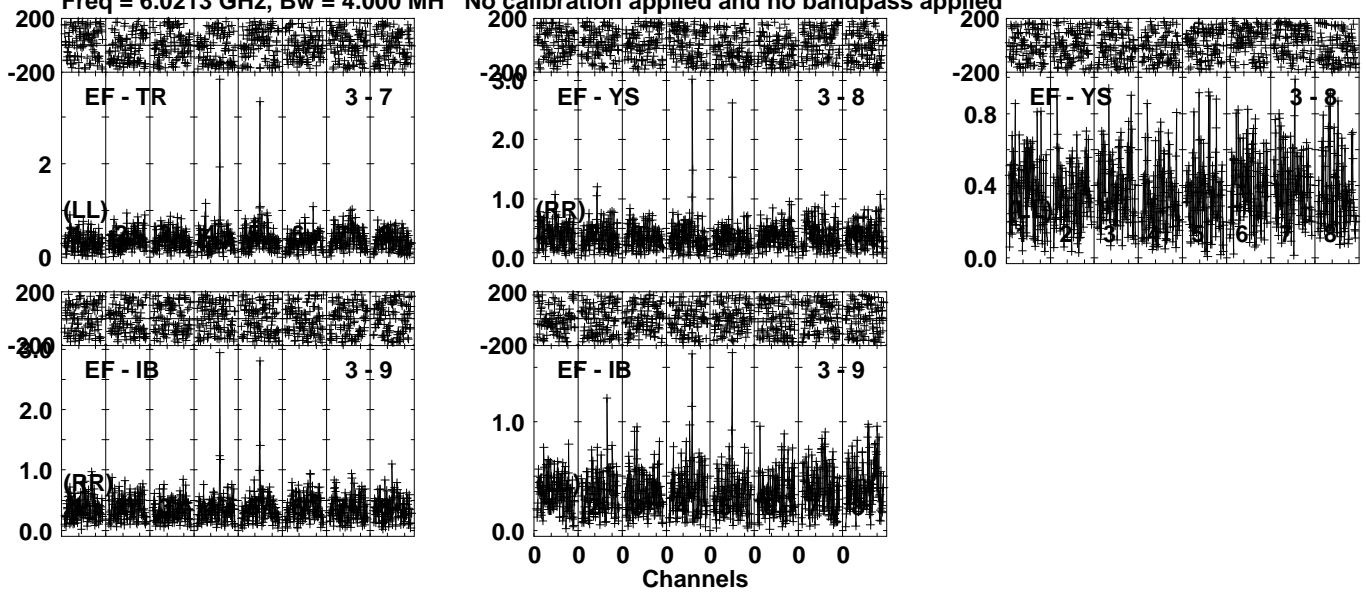 Freq = 6.0213 GHz, Bw = 4.000 MH   No calibration applied and no bandpass applied
200
-200
EF - TR 3 - 7
2
(LL)
0
200
-200
3.0
EF - YS 3 - 8
2.0
1.0
(RR)
0.0
200
-200
EF - YS 3 - 8
0.8
0.4
1 2 3 4 5 6 7 8
0.0
200
-200
3.0
EF - IB 3 - 9
2.0
1.0
(RR)
0.0
200
-200
EF - IB 3 - 9
1.0
0.0
0 0 0 0 0 0 0 0
Channels